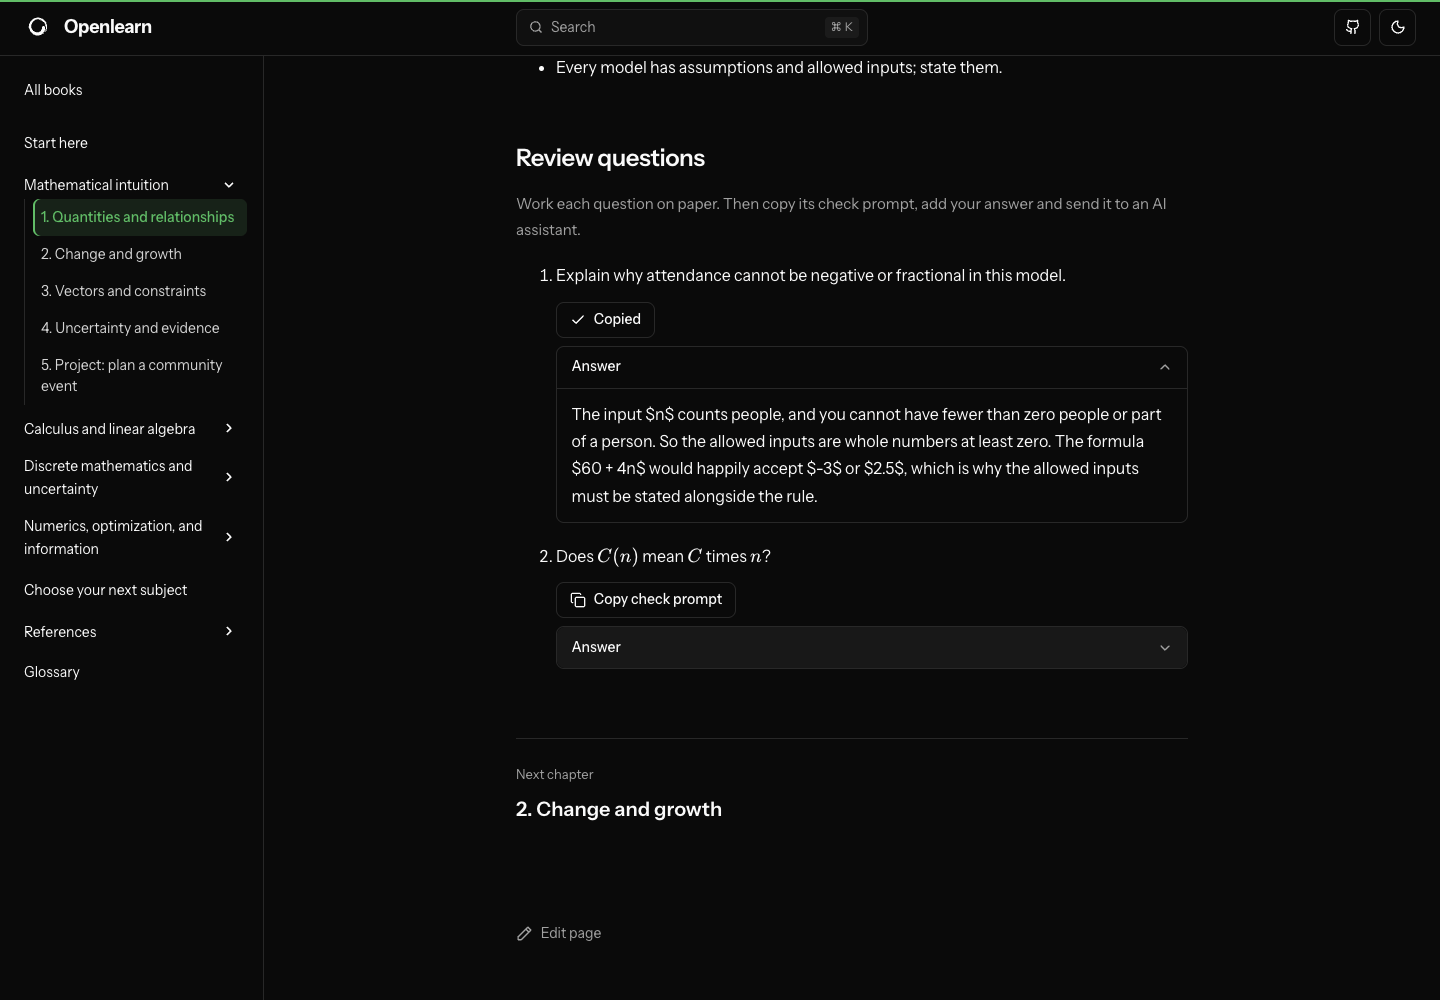 Openlearn
Search
⌘ K
All books
Start here
Mathematical intuition
1. Quantities and relationships
2. Change and growth
3. Vectors and constraints
4. Uncertainty and evidence
5. Project: plan a community
event
Calculus and linear algebra
Discrete mathematics and
uncertainty
Numerics, optimization, and
information
Choose your next subject
References
Glossary
• Every model has assumptions and allowed inputs; state them.
Review questions
Work each question on paper. Then copy its check prompt, add your answer and send it to an AI
assistant.
1. Explain why attendance cannot be negative or fractional in this model.
Copied
Answer
The input $n$ counts people, and you cannot have fewer than zero people or part
of a person. So the allowed inputs are whole numbers at least zero. The formula
$60 + 4n$ would happily accept $-3$ or $2.5$, which is why the allowed inputs
must be stated alongside the rule.
2. Does C(n) mean C times n?
Copy check prompt
Answer
Next chapter
2. Change and growth
Edit page